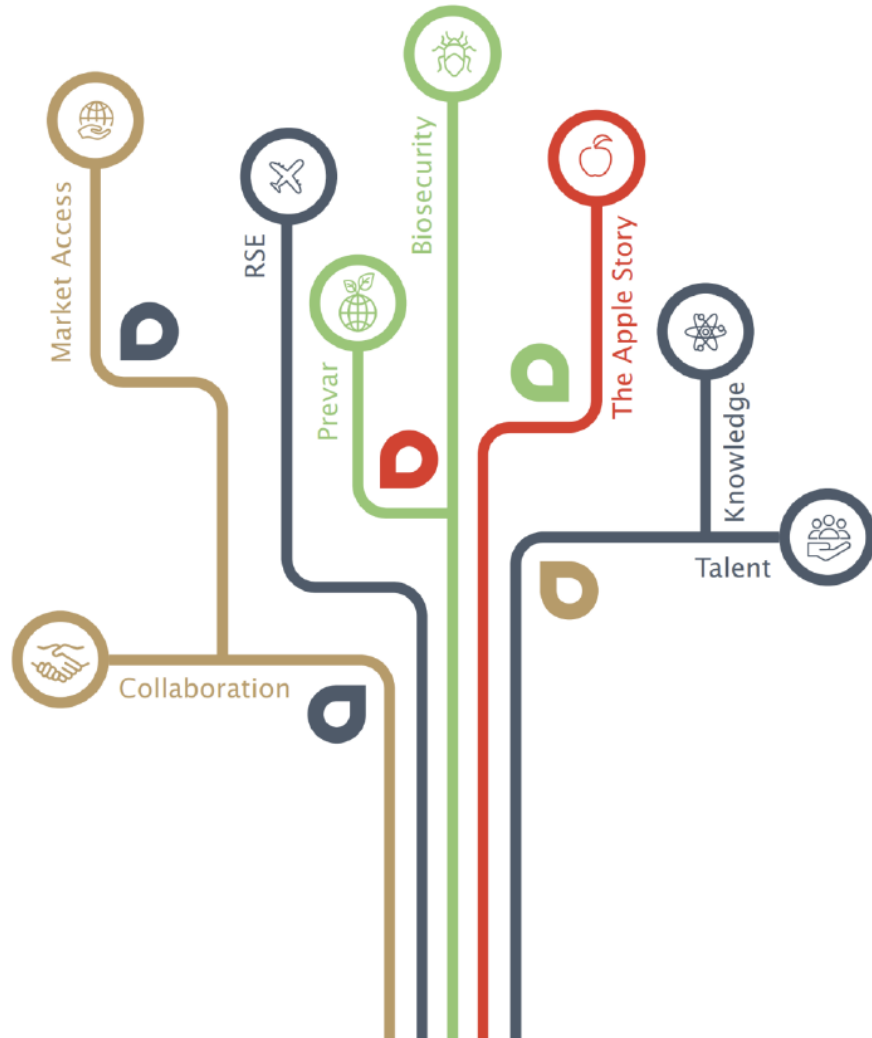 Market Access
RSE
Prevar
Biosecurity
The Apple Story
Knowledge
Talent
Collaboration